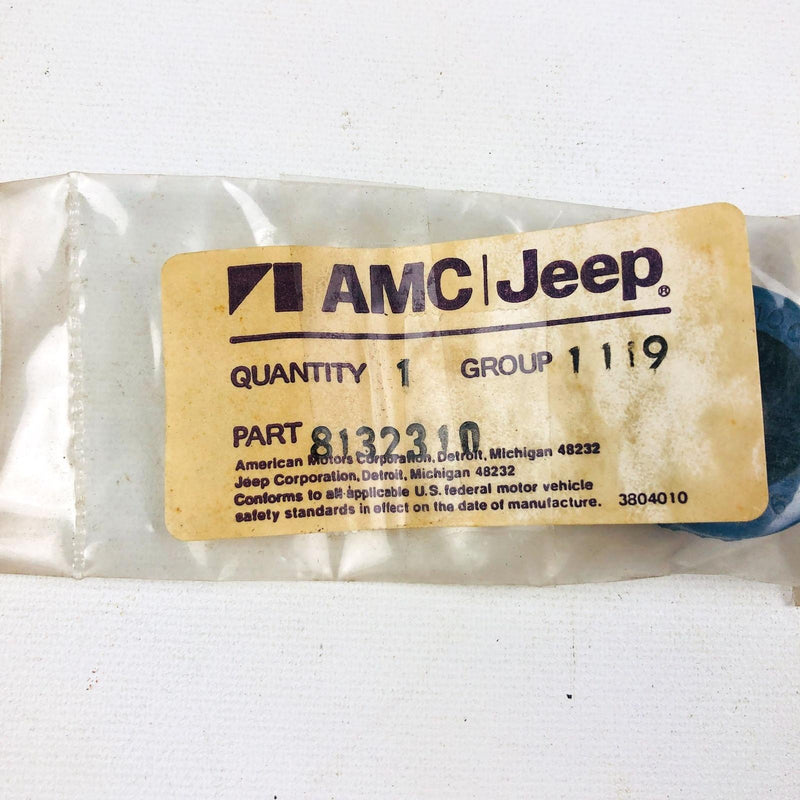 AMC|Jeep®
QUANTITY 1 GROUP 1119
PART 8132310
American Motors Corporation, Detroit, Michigan 48232
Jeep Corporation, Detroit, Michigan 48232
Conforms to all applicable U.S. federal motor vehicle
safety standards in effect on the date of manufacture. 3804010